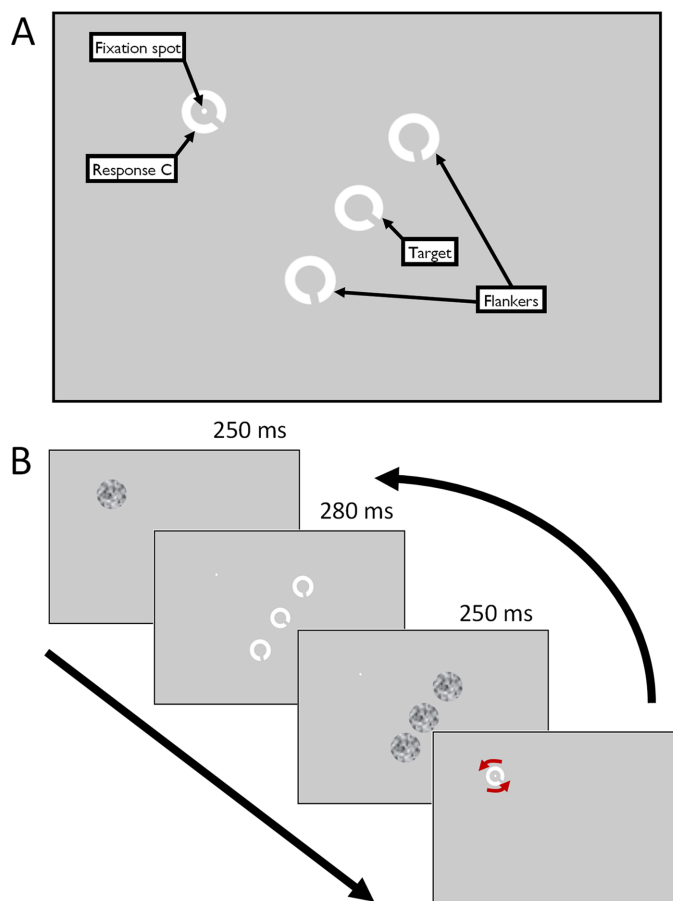 A
Fixation spot
Response C
Target
Flankers
B
250 ms
280 ms
250 ms